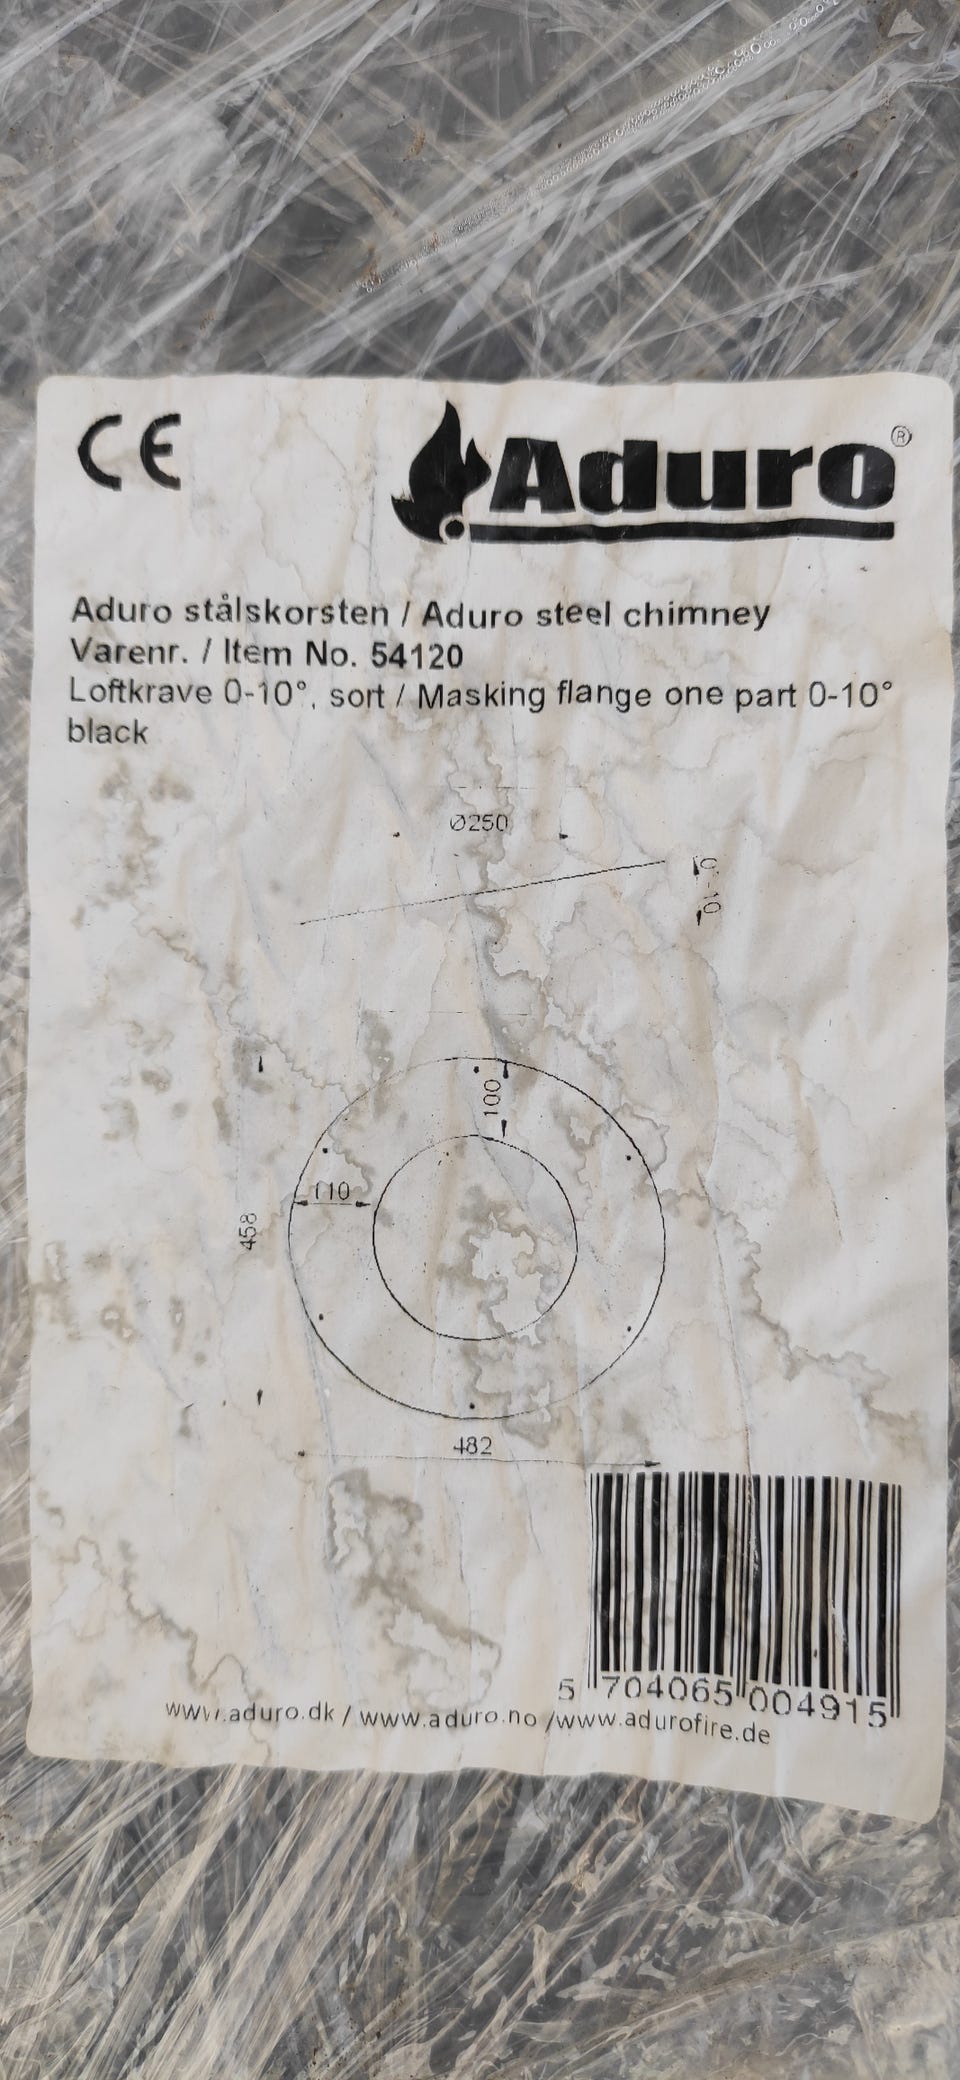 CE
Aduro®
Aduro stålskorsten / Aduro steel chimney
Varenr. / Item No. 54120
Loftkrave 0-10°, sort / Masking flange one part 0-10°
black
Ø250
100
110
458
482
5 704065 004915
www.aduro.dk / www.aduro.no /www.adurofire.de